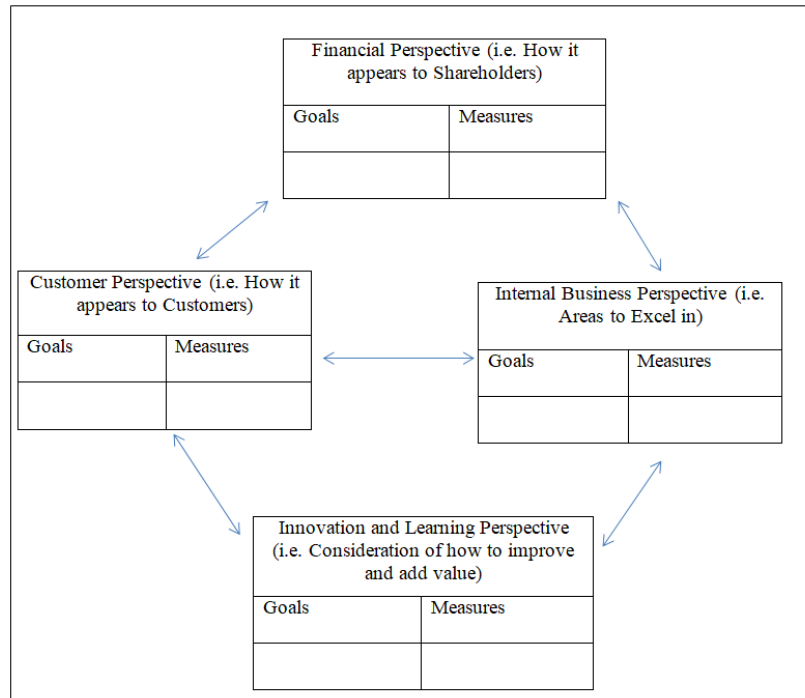 Financial Perspective (i.e. How it
appears to Shareholders)
Goals
Measures
Customer Perspective (i.e. How it
appears to Customers)
Goals
Measures
Internal Business Perspective (i.e.
Areas to Excel in)
Goals
Measures
Innovation and Learning Perspective
(i.e. Consideration of how to improve
and add value)
Goals
Measures